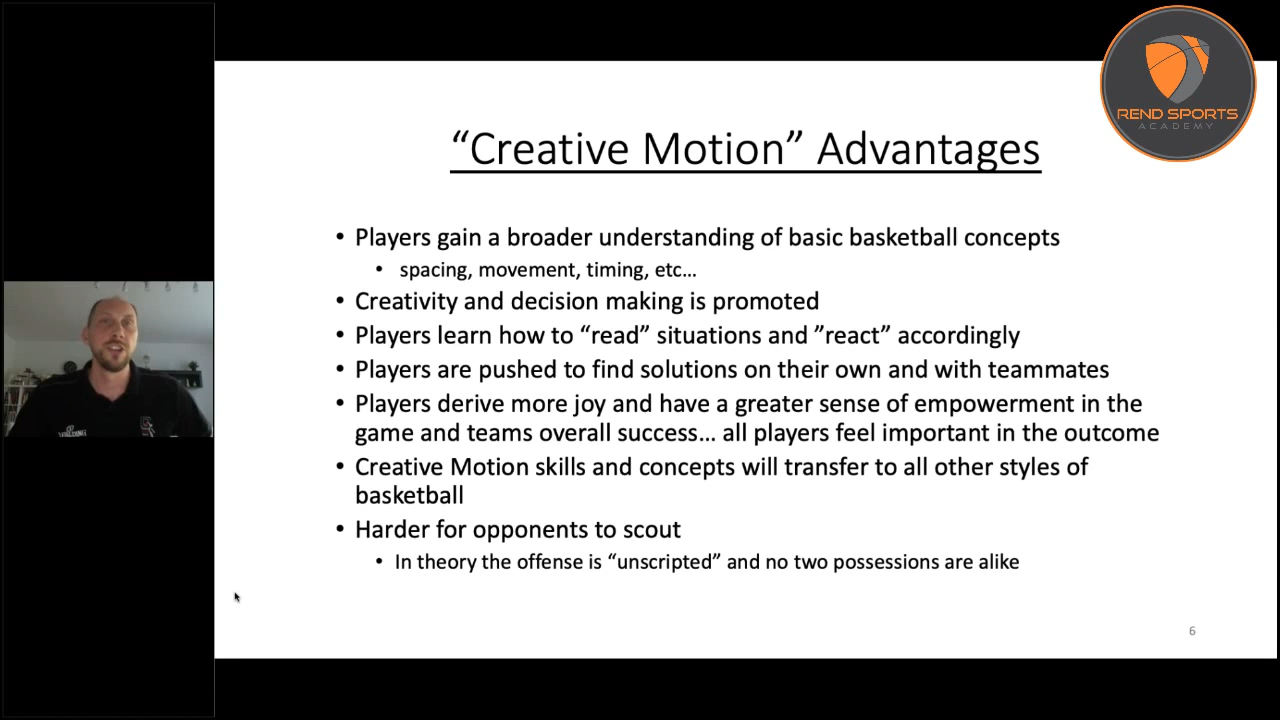 REND SPORTS
ACADEMY
“Creative Motion” Advantages
• Players gain a broader understanding of basic basketball concepts
• spacing, movement, timing, etc...
• Creativity and decision making is promoted
• Players learn how to “read” situations and ”react” accordingly
• Players are pushed to find solutions on their own and with teammates
• Players derive more joy and have a greater sense of empowerment in the
game and teams overall success... all players feel important in the outcome
• Creative Motion skills and concepts will transfer to all other styles of
basketball
• Harder for opponents to scout
• In theory the offense is “unscripted” and no two possessions are alike
6